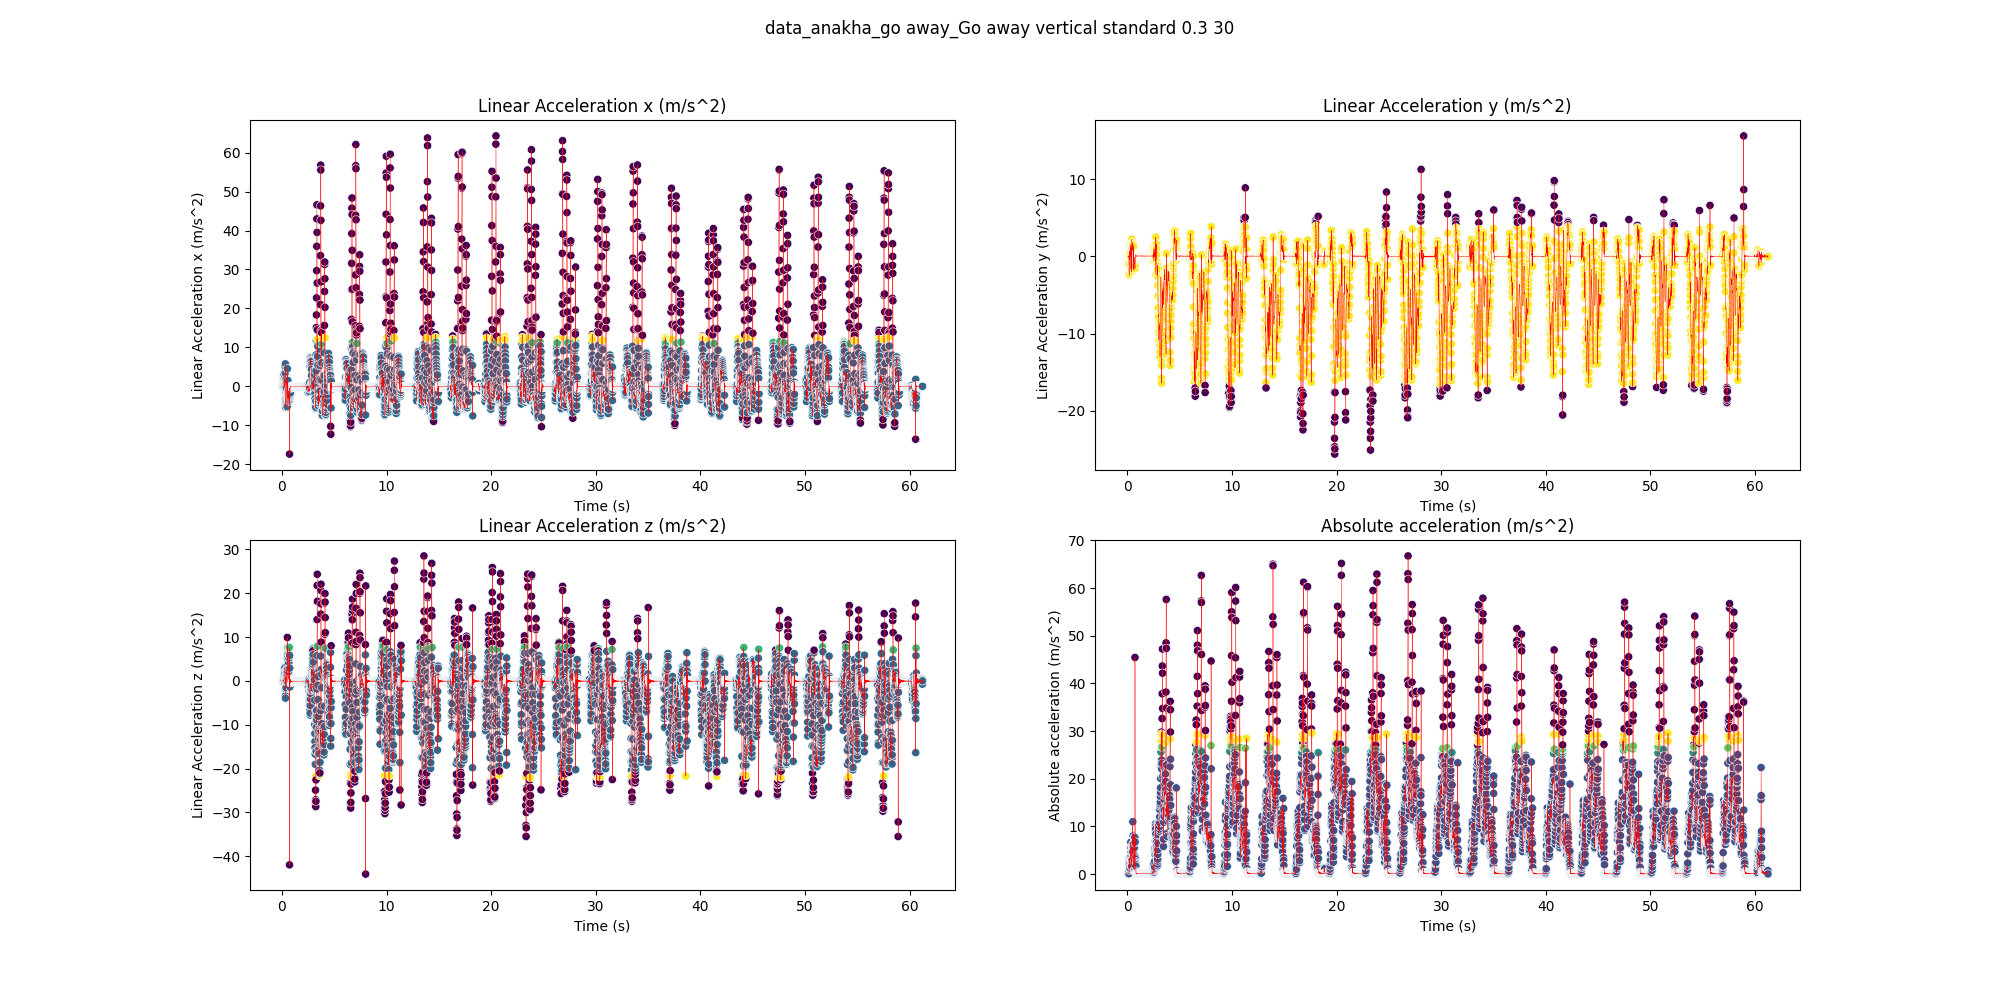 data_anakha_go away_Go away vertical standard 0.3 30
Linear Acceleration x (m/s^2)
Linear Acceleration x (m/s^2)
60
50
40
30
20
10
0
−10
−20
0 10 20 30 40 50 60
Time (s)
Linear Acceleration y (m/s^2)
Linear Acceleration y (m/s^2)
10
0
−10
−20
0 10 20 30 40 50 60
Time (s)
Linear Acceleration z (m/s^2)
Linear Acceleration z (m/s^2)
30
20
10
0
−10
−20
−30
−40
0 10 20 30 40 50 60
Time (s)
Absolute acceleration (m/s^2)
Absolute acceleration (m/s^2)
70
60
50
40
30
20
10
0
0 10 20 30 40 50 60
Time (s)